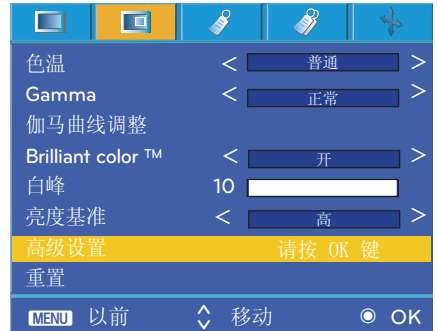 色温 < 普通 >
Gamma < 正常 >
伽马曲线调整
Brilliant color ™ < 开 >
白峰 10
亮度基准 < 高 >
高级设置 请按 OK 键
重置
MENU 以前 移动 OK